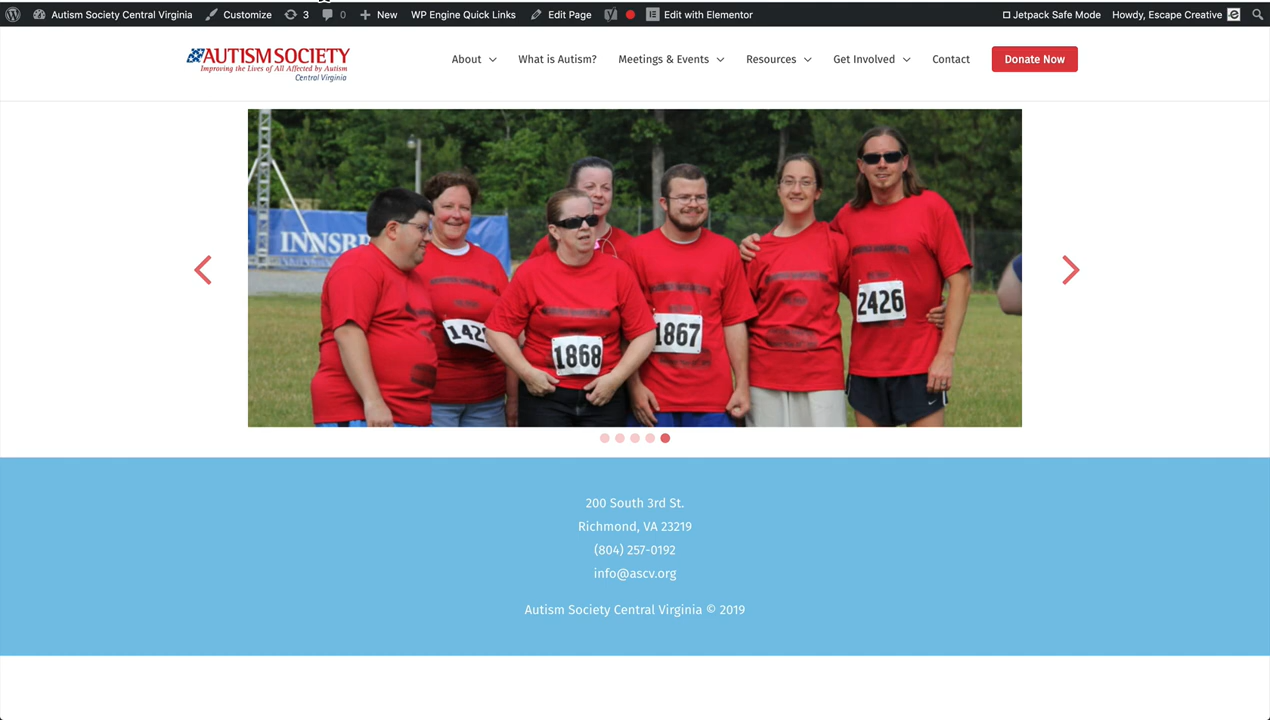 Autism Society Central Virginia Customize 3 0 New WP Engine Quick Links Edit Page Edit with Elementor Jetpack Safe Mode Howdy, Escape Creative
AUTISM SOCIETY
Improving the Lives of All Affected by Autism
Central Virginia
About What is Autism? Meetings & Events Resources Get Involved Contact Donate Now
INNSBR
1868
1867
2426
200 South 3rd St.
Richmond, VA 23219
(804) 257-0192
info@ascv.org
Autism Society Central Virginia © 2019